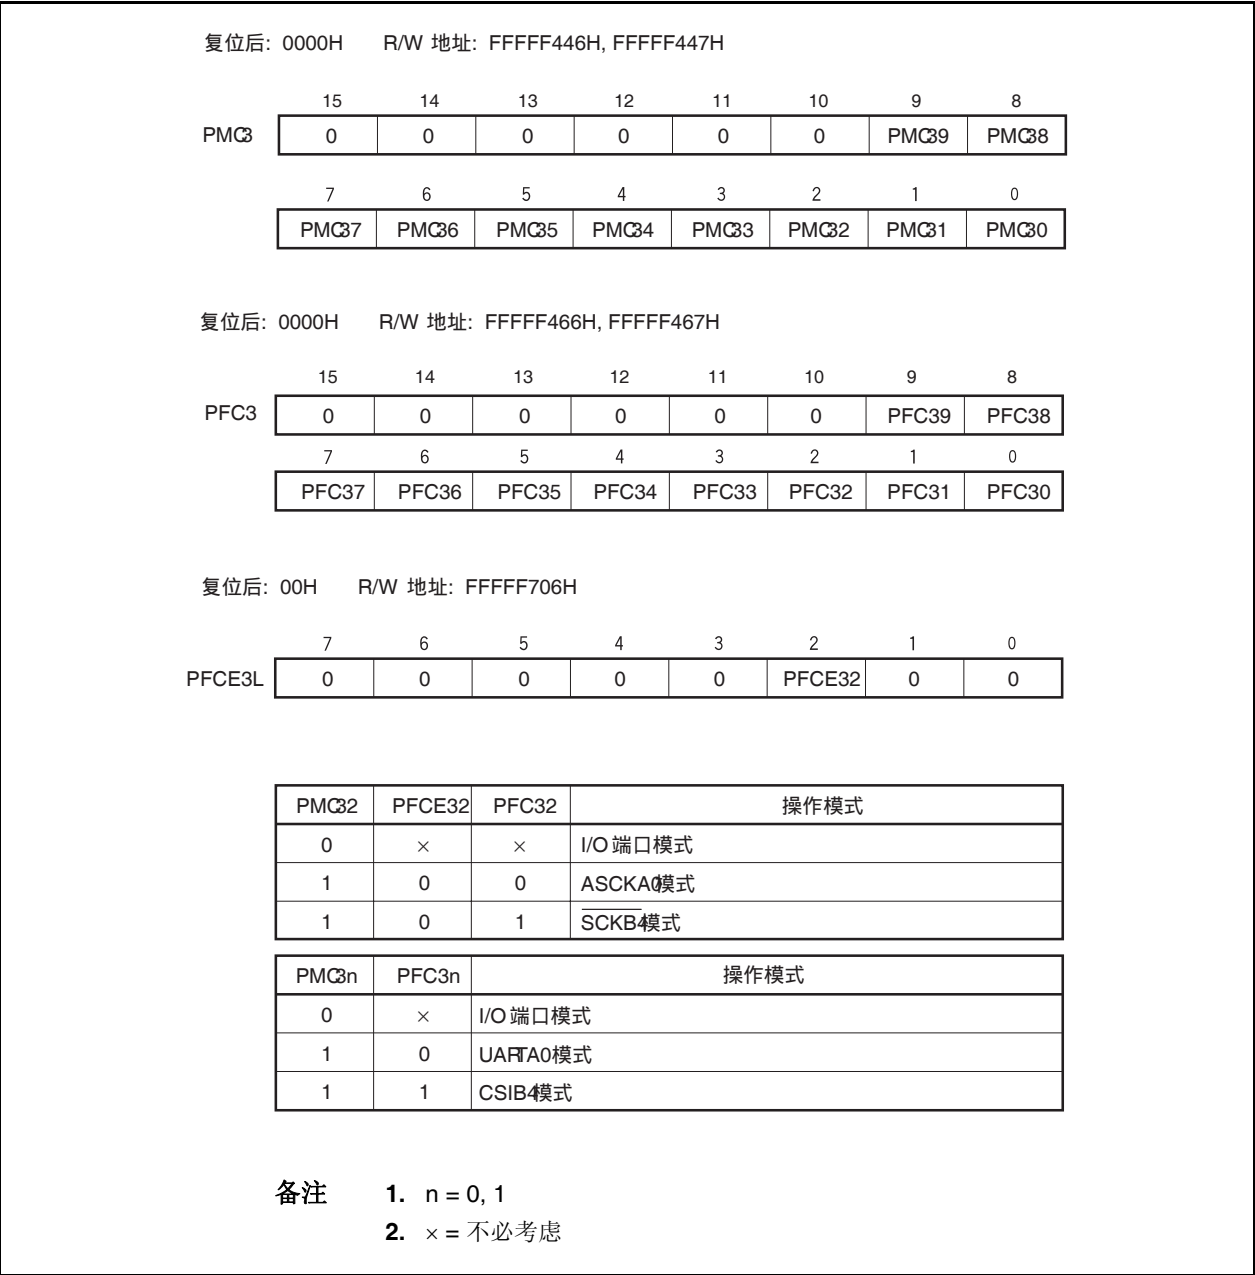 复位后: 0000H R/W 地址: FFFFF446H, FFFFF447H
15 14 13 12 11 10 9 8
PMC3 0 0 0 0 0 0 PMC39 PMC38
7 6 5 4 3 2 1 0
PMC37 PMC36 PMC35 PMC34 PMC33 PMC32 PMC31 PMC30
复位后: 0000H R/W 地址: FFFFF466H, FFFFF467H
15 14 13 12 11 10 9 8
PFC3 0 0 0 0 0 0 PFC39 PFC38
7 6 5 4 3 2 1 0
PFC37 PFC36 PFC35 PFC34 PFC33 PFC32 PFC31 PFC30
复位后: 00H R/W 地址: FFFFF706H
7 6 5 4 3 2 1 0
PFCE3L 0 0 0 0 0 PFCE32 0 0
PMC32 PFCE32 PFC32 操作模式
0 × × I/O 端口模式
1 0 0 ASCKA0模式
1 0 1 SCKB4模式
PMC3n PFC3n 操作模式
0 × I/O 端口模式
1 0 UARTA0模式
1 1 CSIB4模式
备注 1. n = 0, 1
2. × = 不必考虑